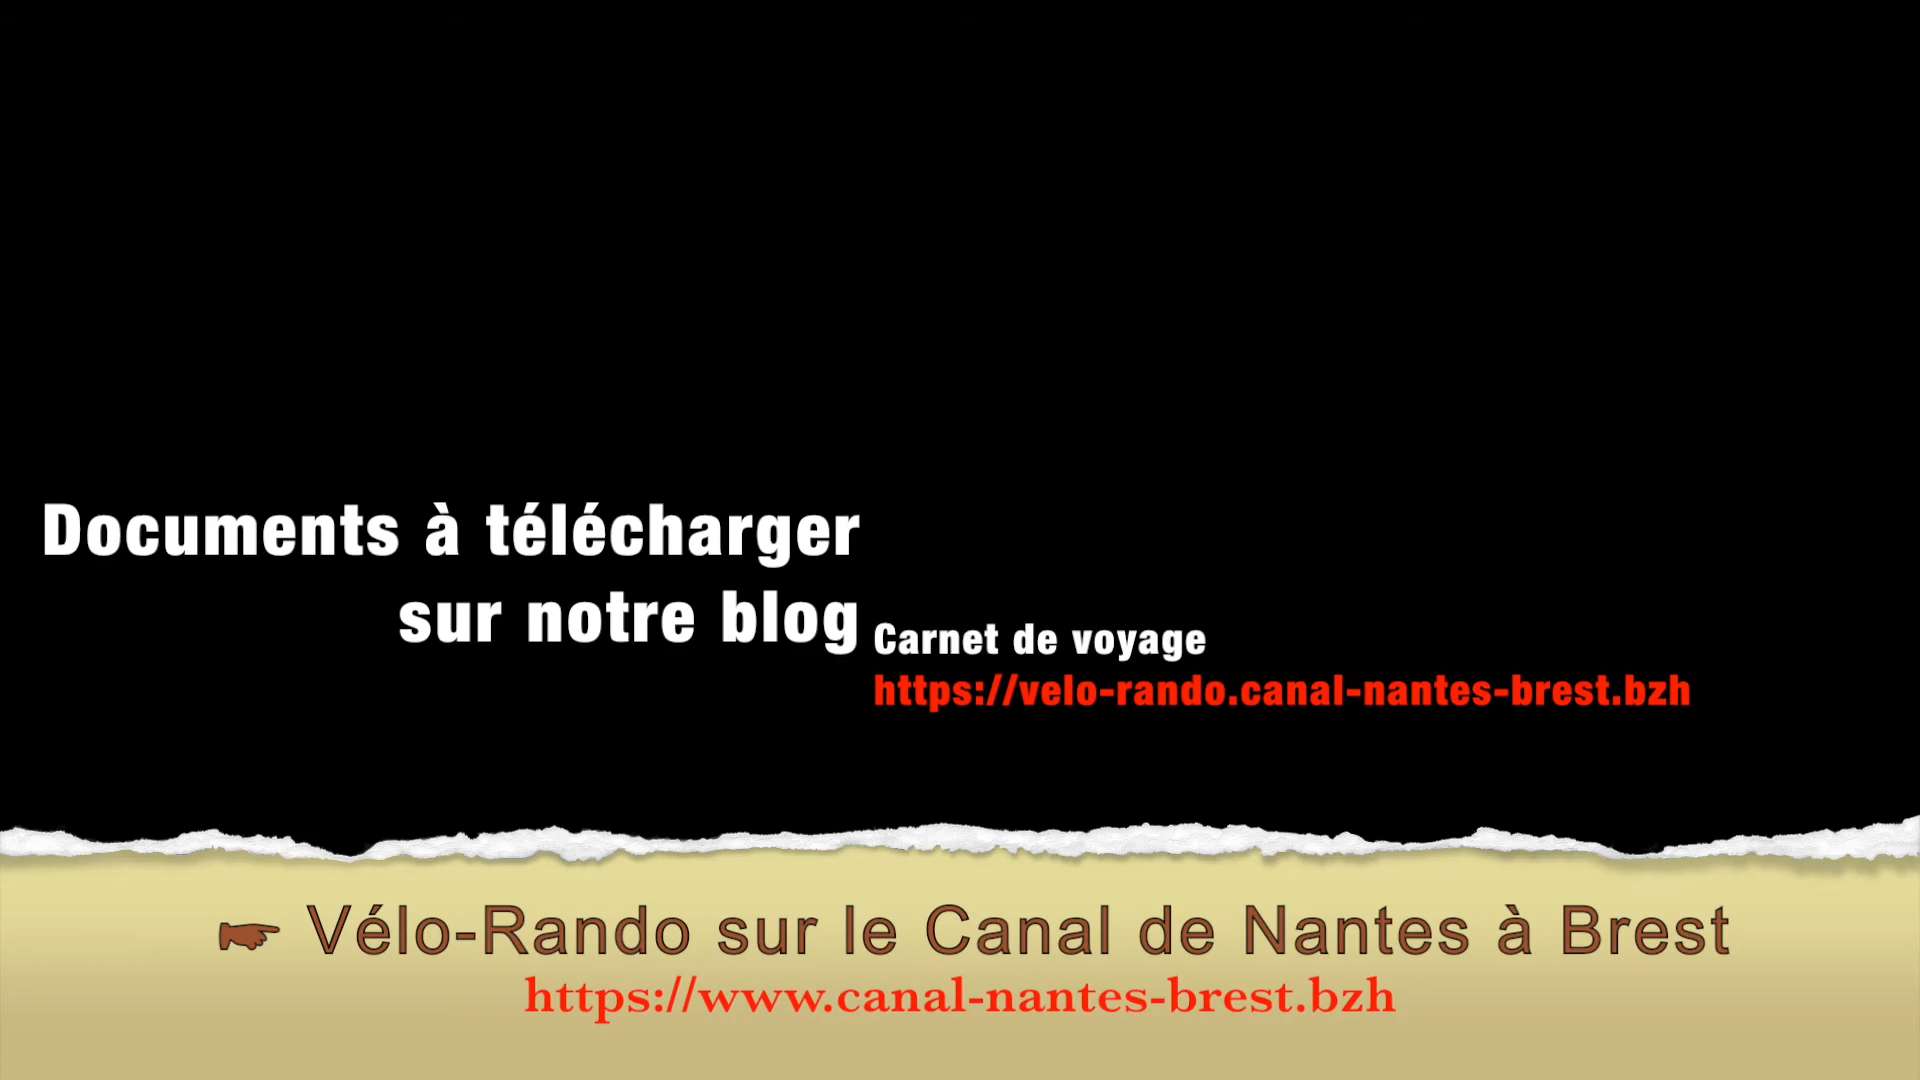 Documents à télécharger
sur notre blog
Carnet de voyage
https://velo-rando.canal-nantes-brest.bzh
☛ Vélo-Rando sur le Canal de Nantes à Brest
https://www.canal-nantes-brest.bzh